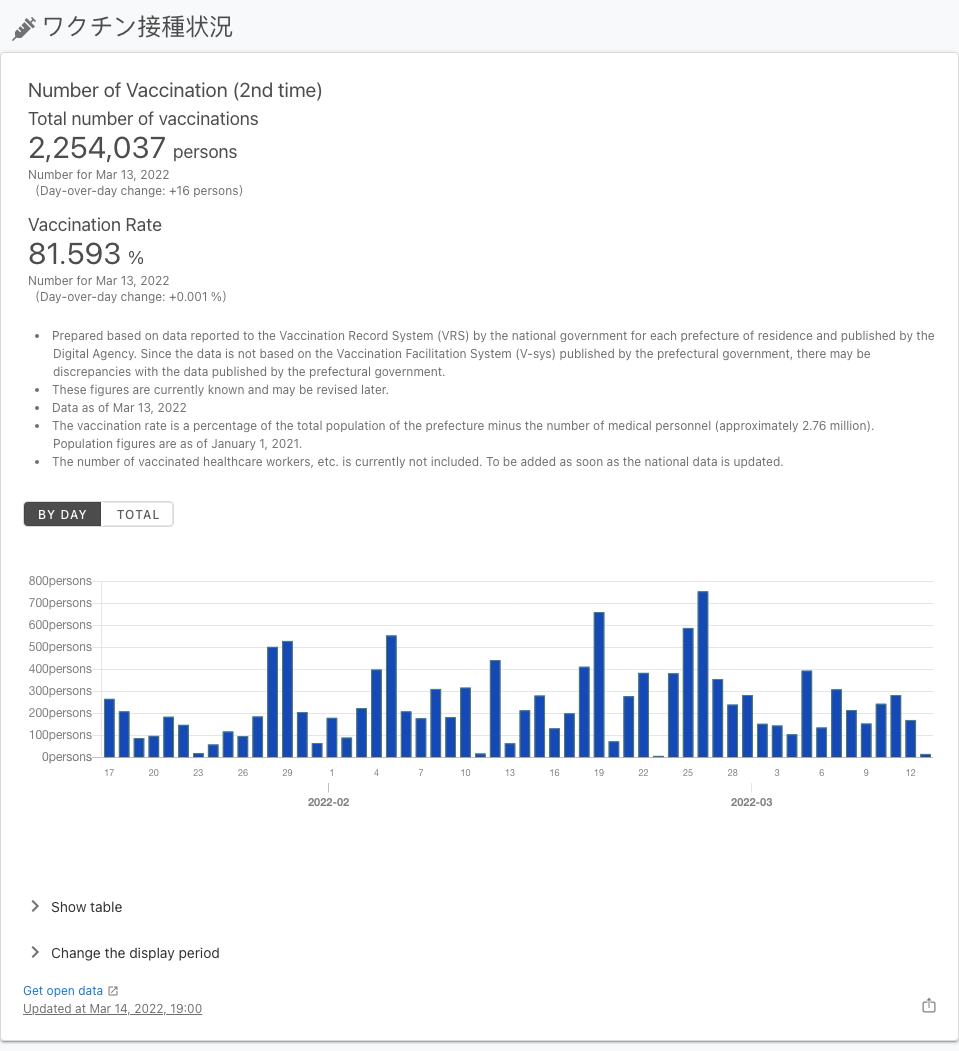 ワクチン接種状況
Number of Vaccination (2nd time)
Total number of vaccinations
2,254,037 persons
Number for Mar 13, 2022
(Day-over-day change: +16 persons)
Vaccination Rate
81.593 %
Number for Mar 13, 2022
(Day-over-day change: +0.001 %)
• Prepared based on data reported to the Vaccination Record System (VRS) by the national government for each prefecture of residence and published by the
Digital Agency. Since the data is not based on the Vaccination Facilitation System (V-sys) published by the prefectural government, there may be
discrepancies with the data published by the prefectural government.
• These figures are currently known and may be revised later.
• Data as of Mar 13, 2022
• The vaccination rate is a percentage of the total population of the prefecture minus the number of medical personnel (approximately 2.76 million).
Population figures are as of January 1, 2021.
• The number of vaccinated healthcare workers, etc. is currently not included. To be added as soon as the national data is updated.
BY DAY TOTAL
800persons
700persons
600persons
500persons
400persons
300persons
200persons
100persons
0persons
17 20 23 26 29 1 4 7 10 13 16 19 22 25 28 3 6 9 12
2022-02 2022-03
Show table
Change the display period
Get open data
Updated at Mar 14, 2022, 19:00